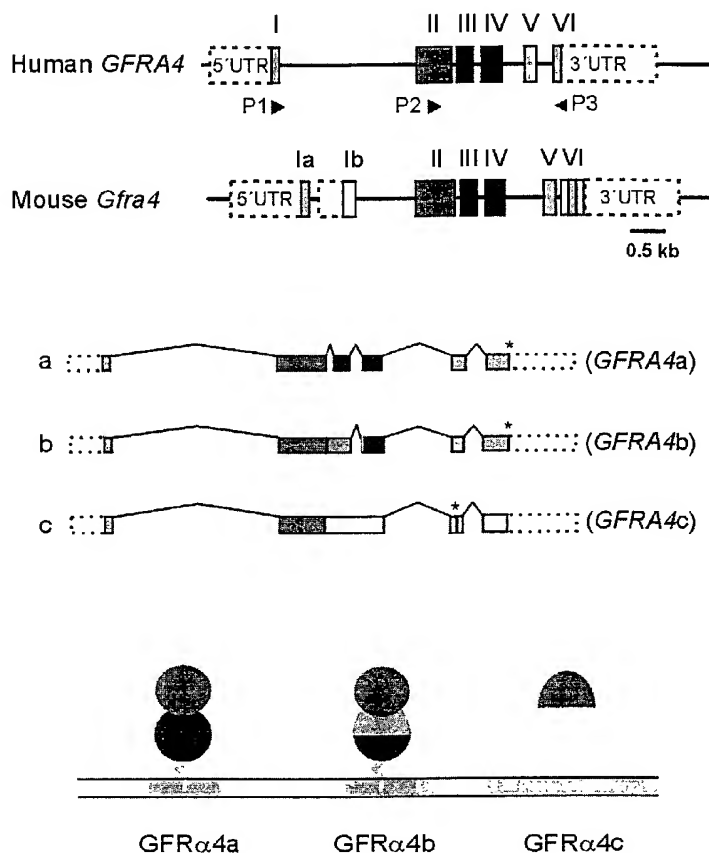 I II III IV V VI
Human GFRA4 5´UTR 3´UTR
P1 P2 P3
Ia Ib II III IV V VI
Mouse Gfra4 5´UTR 3´UTR
0.5 kb
*
a (GFRA4a)
*
b (GFRA4b)
*
c (GFRA4c)
GFRα4a GFRα4b GFRα4c